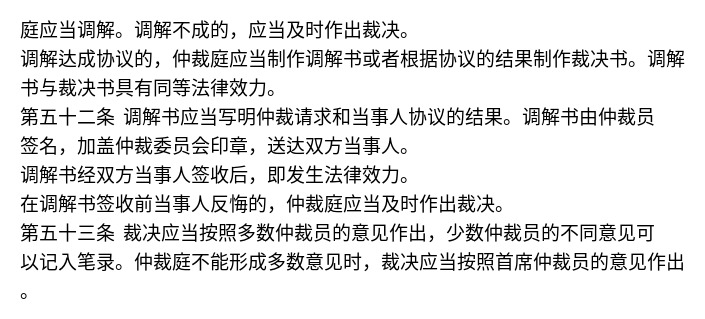 庭应当调解。调解不成的，应当及时作出裁决。
调解达成协议的，仲裁庭应当制作调解书或者根据协议的结果制作裁决书。调解
书与裁决书具有同等法律效力。
第五十二条 调解书应当写明仲裁请求和当事人协议的结果。调解书由仲裁员
签名，加盖仲裁委员会印章，送达双方当事人。
调解书经双方当事人签收后，即发生法律效力。
在调解书签收前当事人反悔的，仲裁庭应当及时作出裁决。
第五十三条 裁决应当按照多数仲裁员的意见作出，少数仲裁员的不同意见可
以记入笔录。仲裁庭不能形成多数意见时，裁决应当按照首席仲裁员的意见作出
。